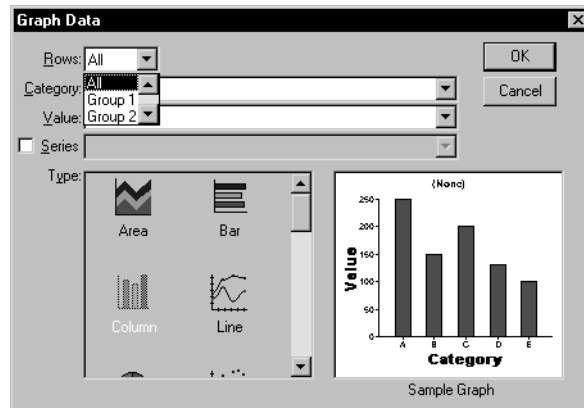 Graph Data
Rows: All
OK
All
Group 1
Group 2
Category:
Cancel
Value:
Series
Type:
Area
Bar
Column
Line
(None)
250
200
150
100
50
0
Value
A B C D E
Category
Sample Graph